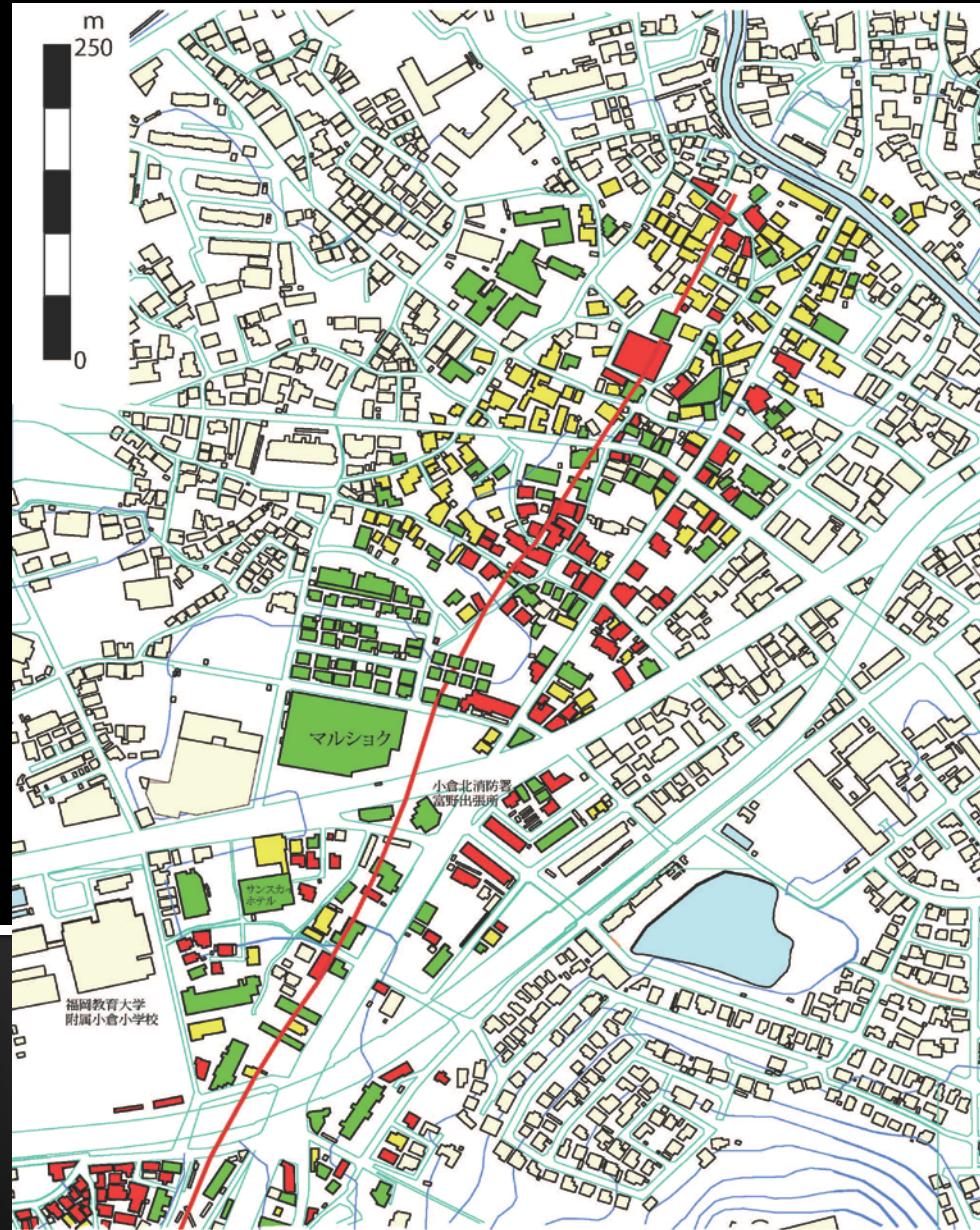 m
250
0
マルショク
小倉北消防署
富野出張所
サンスカイ
ホテル
福岡教育大学
附属小倉小学校